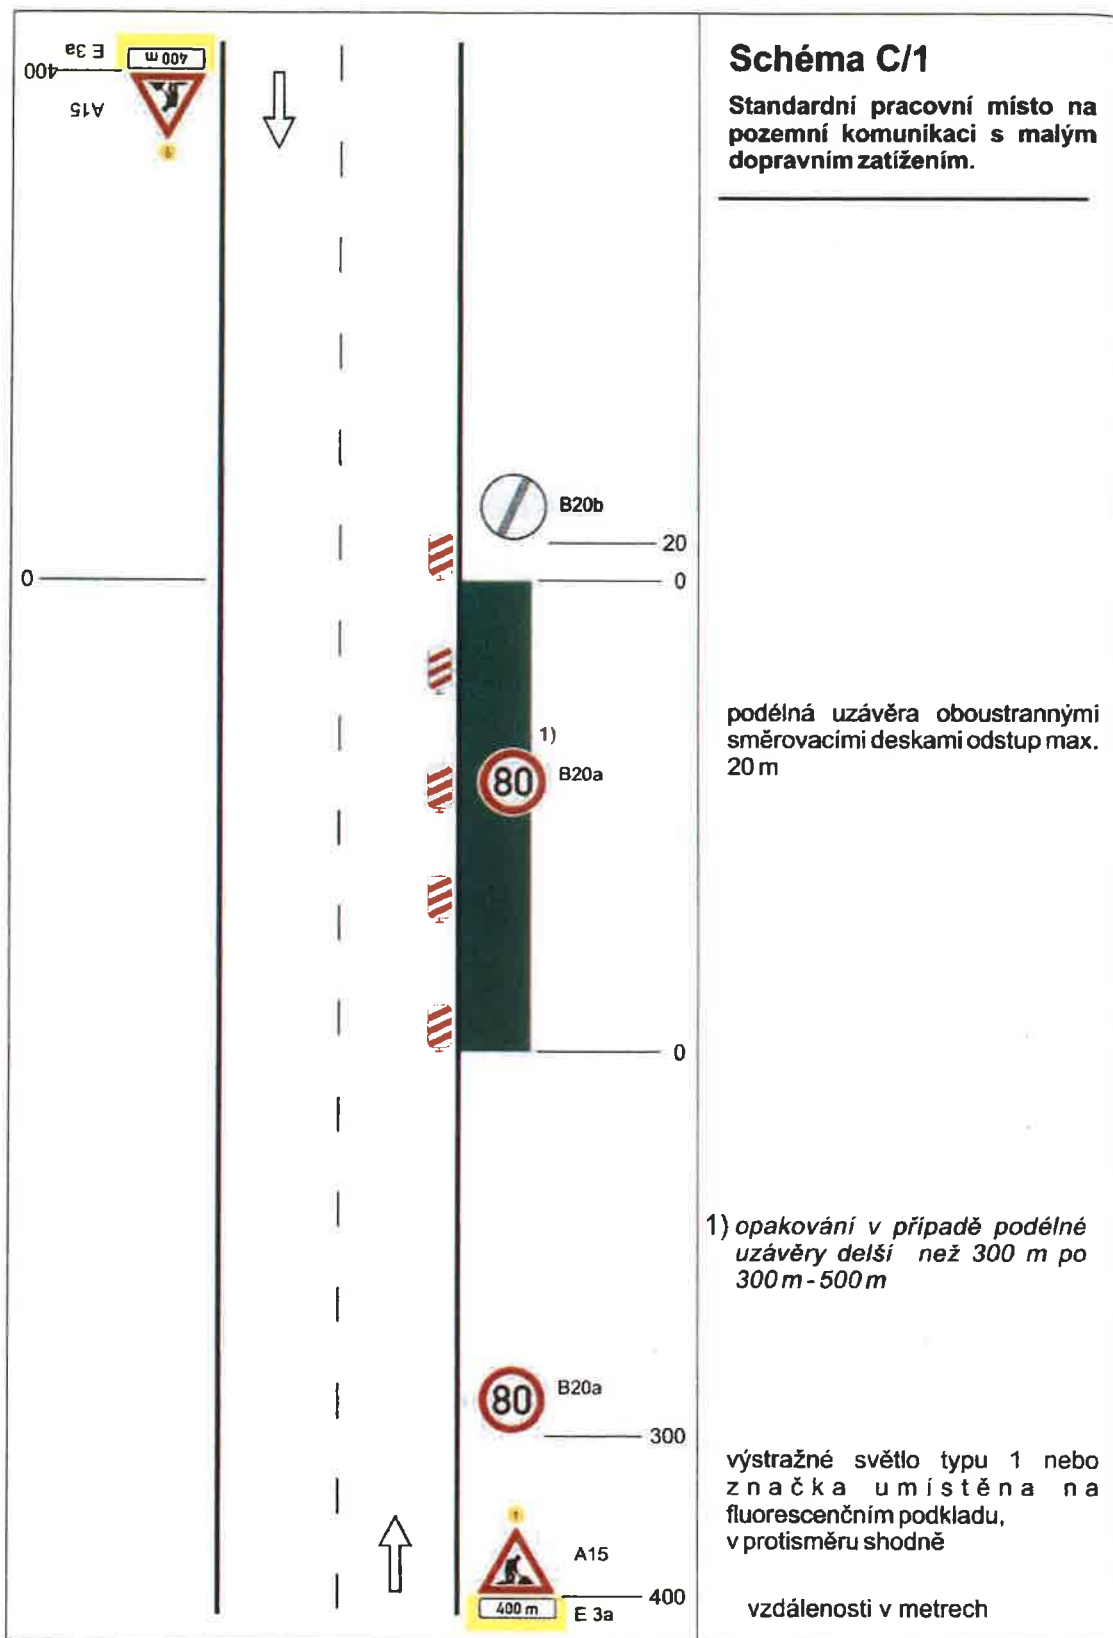 E 3a
400 m
400
A15
1
Schéma C/1
Standardní pracovní místo na
pozemní komunikaci s malým
dopravním zatížením.
B20b
20
0
0
podélná uzávěra oboustrannými
směrovacími deskami odstup max.
20 m
1)
80
B20a
0
1) opakování v případě podélné
uzávěry delší než 300 m po
300 m - 500 m
80
B20a
300
výstražné světlo typu 1 nebo
značka umístěna na
fluorescenčním podkladu,
v protisměru shodně
1
A15
400
400 m
E 3a
vzdálenosti v metrech